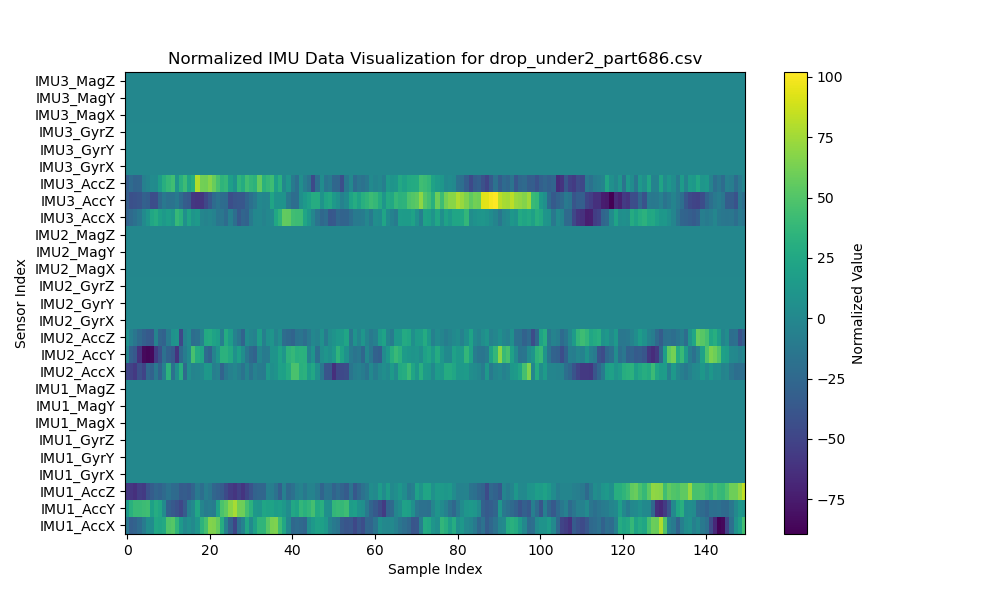 Normalized IMU Data Visualization for drop_under2_part686.csv
IMU3_MagZ
IMU3_MagY
IMU3_MagX
IMU3_GyrZ
IMU3_GyrY
IMU3_GyrX
IMU3_AccZ
IMU3_AccY
IMU3_AccX
IMU2_MagZ
IMU2_MagY
IMU2_MagX
IMU2_GyrZ
IMU2_GyrY
IMU2_GyrX
IMU2_AccZ
IMU2_AccY
IMU2_AccX
IMU1_MagZ
IMU1_MagY
IMU1_MagX
IMU1_GyrZ
IMU1_GyrY
IMU1_GyrX
IMU1_AccZ
IMU1_AccY
IMU1_AccX
Sensor Index
0 20 40 60 80 100 120 140
Sample Index
100
75
50
25
0
−25
−50
−75
Normalized Value